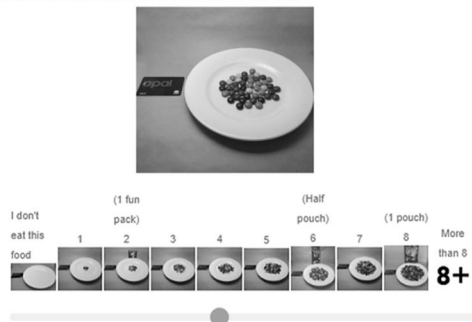 opal
(1 fun
(Half
I don't
pack)
pouch)
(1 pouch)
More
eat this
1 2 3 4 5 6 7 8
than 8
food
8+